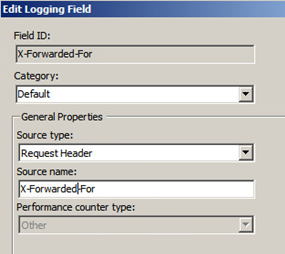 Edit Logging Field
Field ID:
X-Forwarded-For
Category:
Default
General Properties
Source type:
Request Header
Source name:
X-Forwarded-For
Performance counter type:
Other